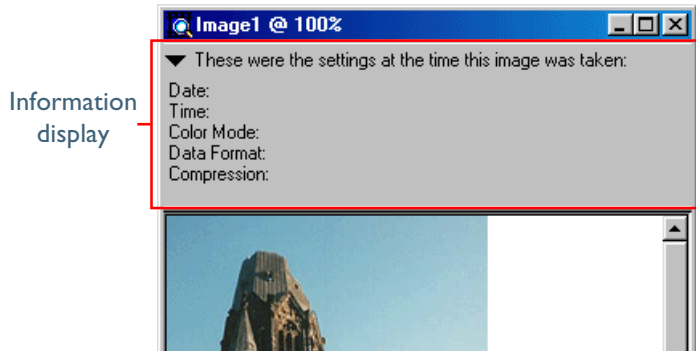 Image1 @ 100%
These were the settings at the time this image was taken:
Information
display
Date:
Time:
Color Mode:
Data Format:
Compression: